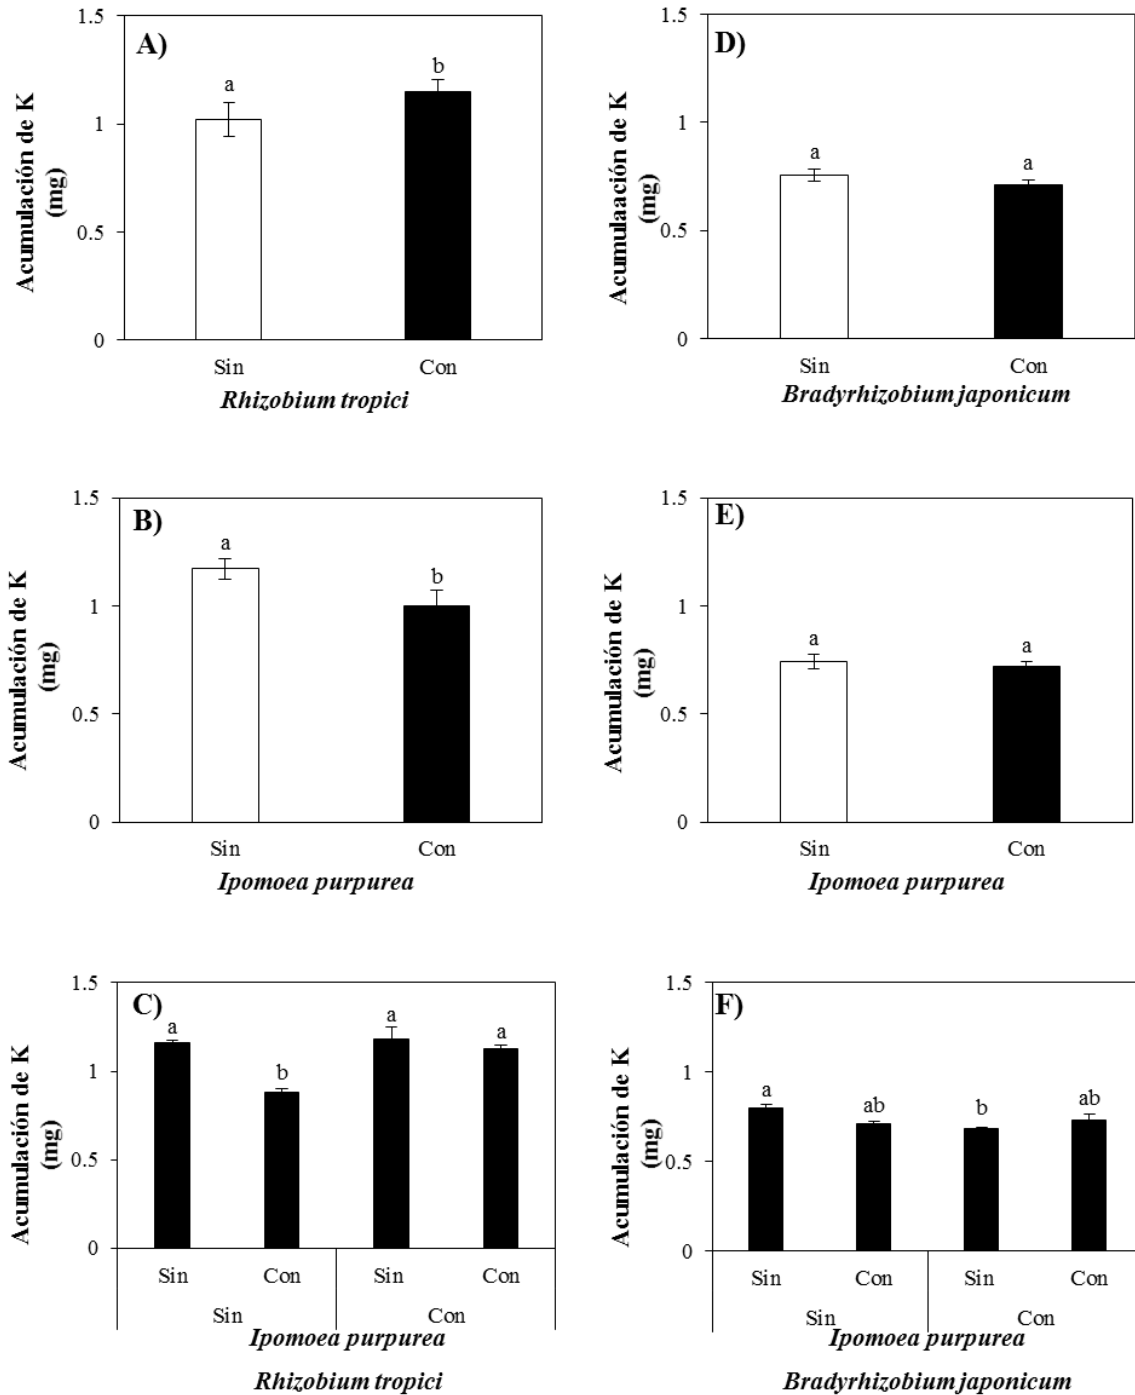 A)
Acumulación de K
(mg)
1.5
1
0.5
0
a
b
Sin
Con
Rhizobium tropici
D)
Acumulaación de K
(mg)
1.5
1
0.5
0
a
a
Sin
Con
Bradyrhizobium japonicum
B)
Acumulación de K
(mg)
1.5
1
0.5
0
a
b
Sin
Con
Ipomoea purpurea
E)
Acumulación de K
(mg)
1.5
1
0.5
0
a
a
Sin
Con
Ipomoea purpurea
C)
Acumulación de K
(mg)
1.5
1
0.5
0
a
b
a
a
Sin
Con
Sin
Con
Sin
Con
Ipomoea purpurea
Rhizobium tropici
F)
Acumulación de K
(mg)
1.5
1
0.5
0
a
ab
b
ab
Sin
Con
Sin
Con
Sin
Con
Ipomoea purpurea
Bradyrhizobium japonicum